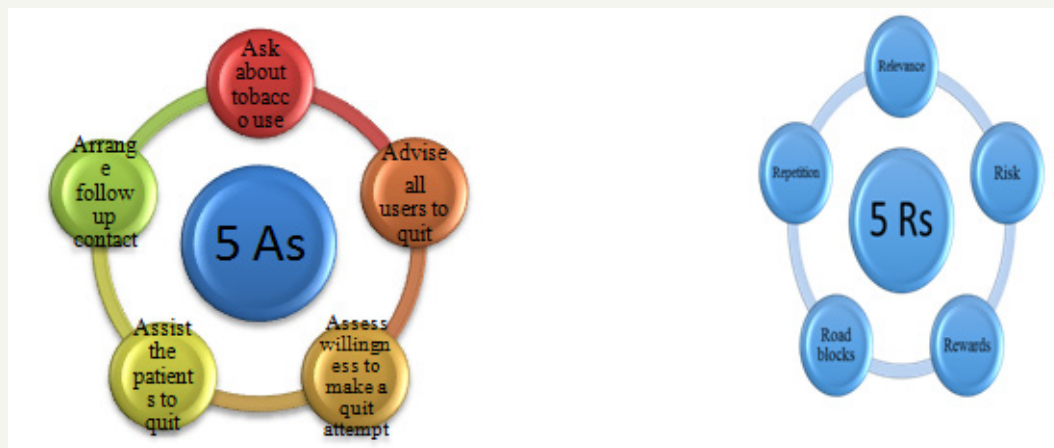 Ask
about
tobacc
o use
Advise
all
users to
quit
Assess
willingn
ess to
make a
quit
attempt
Assist
the
patient
s to
quit
Arrang
e
follow
up
contact
5 As
Relevance
Risk
Rewards
Road
blocks
Repetition
5 Rs